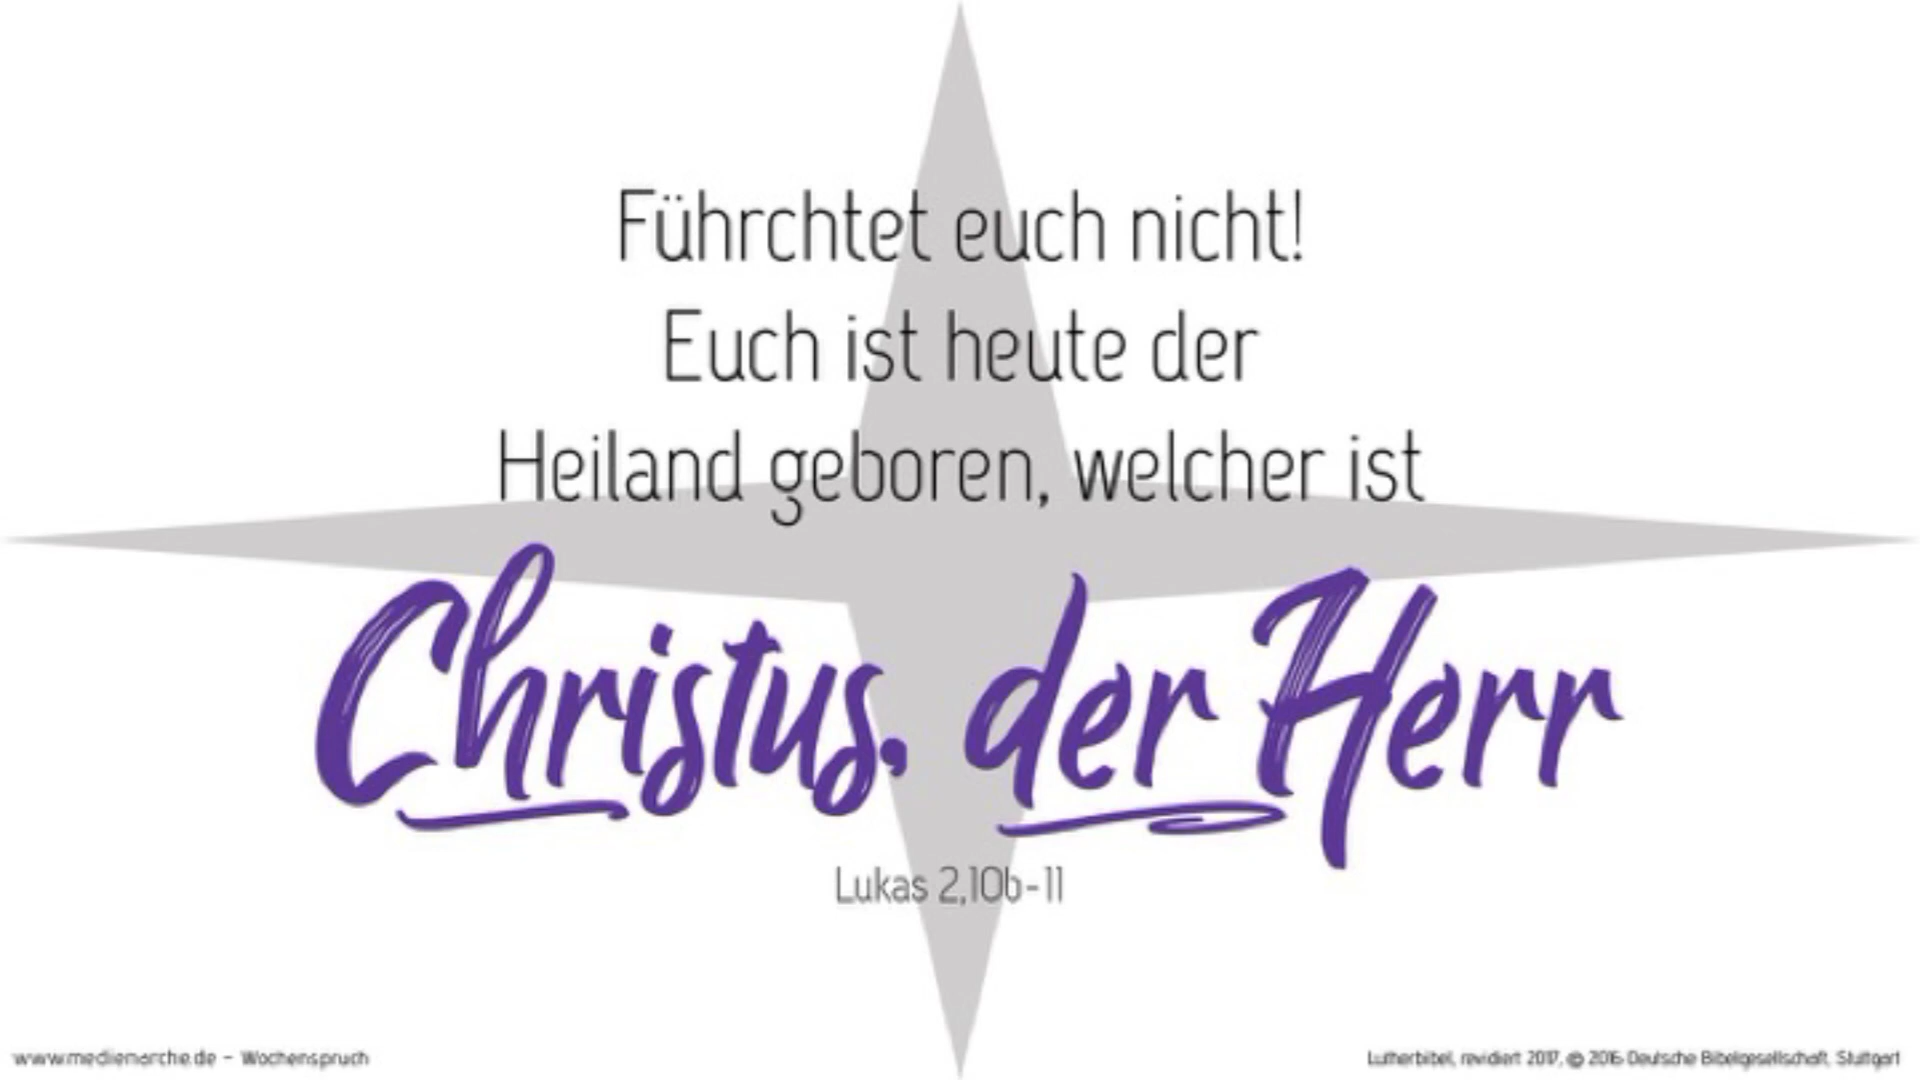 Führchtet euch nicht!
Euch ist heute der
Heiland geboren, welcher ist
Christus, der Herr
Lukas 2,10b-11
www.medienarche.de - Wochenspruch
Lutherbibel, revidiert 2017, © 2016 Deutsche Bibelgesellschaft, Stuttgart